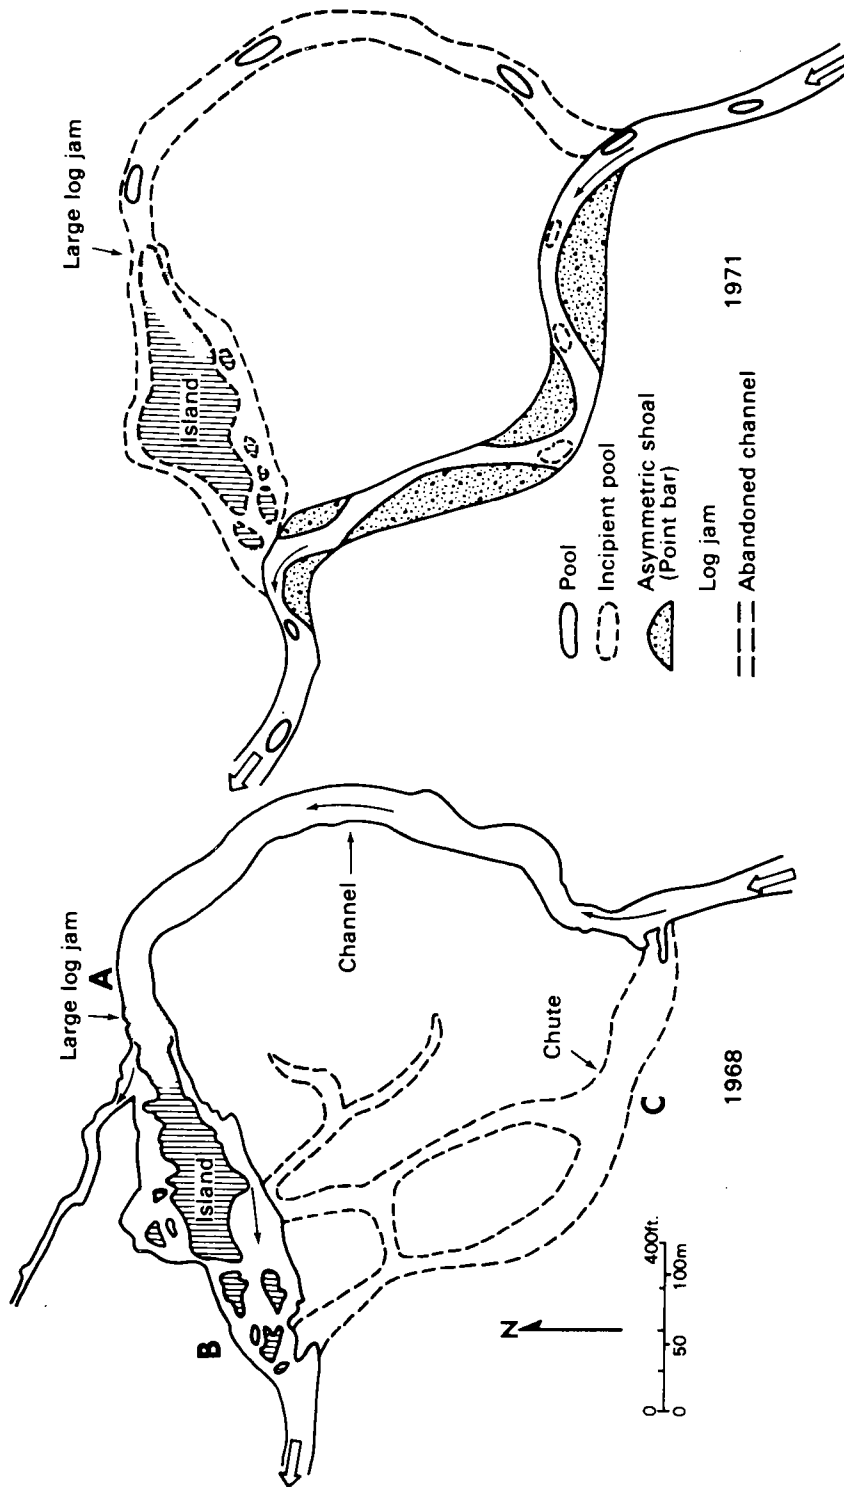 Large log jam
A
Island
B
Channel
Chute
C
1968
N
0 400ft.
0 50 100m
Large log jam
Island
1971
Pool
Incipient pool
Asymmetric shoal
(Point bar)
Log jam
Abandoned channel